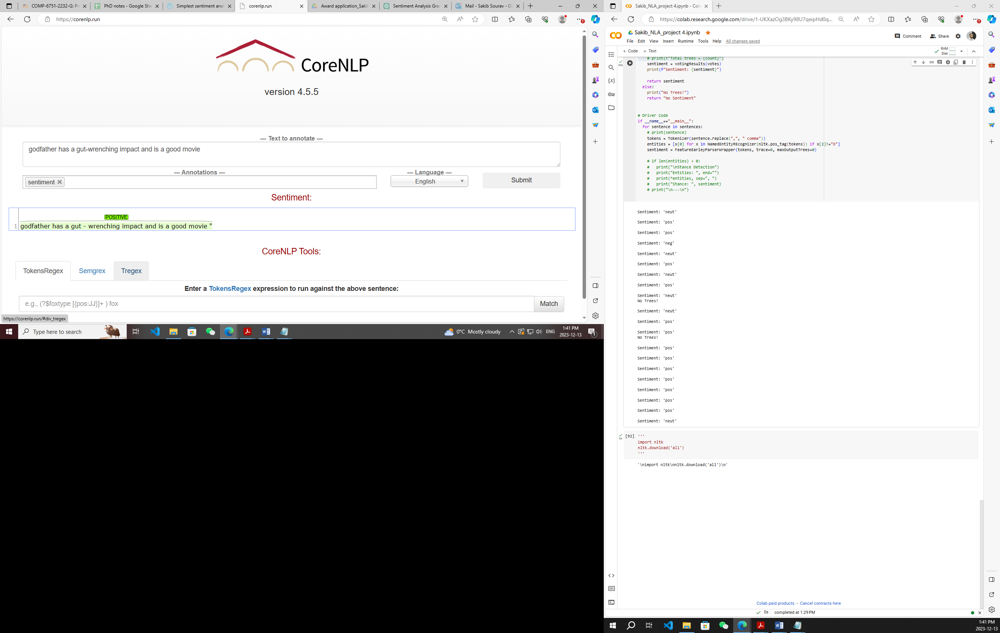 COMP-6751-2232-G: Pr
PhD notes - Google She
Simplest sentiment anal
corenlp.run
Award application_Sakib
Sentiment Analysis Gra
Mail - Sakib Sourav - O
https://corenlp.run
CoreNLP
version 4.5.5
— Text to annotate —
godfather has a gut-wrenching impact and is a good movie
— Annotations —
— Language —
sentiment
English
Submit
Sentiment:
POSITIVE
1
godfather has a gut - wrenching impact and is a good movie "
CoreNLP Tools:
TokensRegex
Semgrex
Tregex
Enter a TokensRegex expression to run against the above sentence:
e.g., (?$foxtype [{pos:JJ}]+ ) fox
Match
https://corenlp.run/#div_tregex
Type here to search
0°C Mostly cloudy
ENG
1:41 PM
2023-12-13
1
Sakib_NLA_project 4.ipynb - Cola
https://colab.research.google.com/drive/1-UKXazOg3BKy98U7qeipHd0q...
Sakib_NLA_project 4.ipynb
File Edit View Insert Runtime Tools Help All changes saved
Comment
Share
+ Code + Text
RAM
Disk
20s
# print(f"Total trees = {count}")
sentiment = votingResults(votes)
print(f"Sentiment: {sentiment}")
return sentiment
else:
print("No Trees!")
return "No Sentiment"
# Driver Code
if __name__=="__main__":
for sentence in sentences:
# print(sentence)
tokens = Tokenizer(sentence.replace(",", " comma"))
entities = [x[0] for x in NamedEntityREcognizer(nltk.pos_tag(tokens)) if x[2]!="O"]
sentiment = FeatureEarleyParserWrapper(tokens, trace=0, maxOutputTrees=0)
# if len(entities) > 0:
# print("\nStance Detection")
# print("Entities: ", end="")
# print(*entities, sep=", ")
# print("Stance: ", sentiment)
# print("\n---\n")
Sentiment: 'neut'
Sentiment: 'pos'
Sentiment: 'pos'
Sentiment: 'neg'
Sentiment: 'neut'
Sentiment: 'pos'
Sentiment: 'neut'
Sentiment: 'pos'
Sentiment: 'neut'
No Trees!
Sentiment: 'neut'
Sentiment: 'pos'
Sentiment: 'pos'
No Trees!
Sentiment: 'pos'
Sentiment: 'pos'
Sentiment: 'pos'
Sentiment: 'pos'
Sentiment: 'pos'
Sentiment: 'pos'
Sentiment: 'pos'
Sentiment: 'neut'
0s
[92] '''
import nltk
nltk.download('all')
'''
'\nimport nltk\nnltk.download('all')\n'
Colab paid products - Cancel contracts here
0s completed at 1:29 PM
1:41 PM
2023-12-13